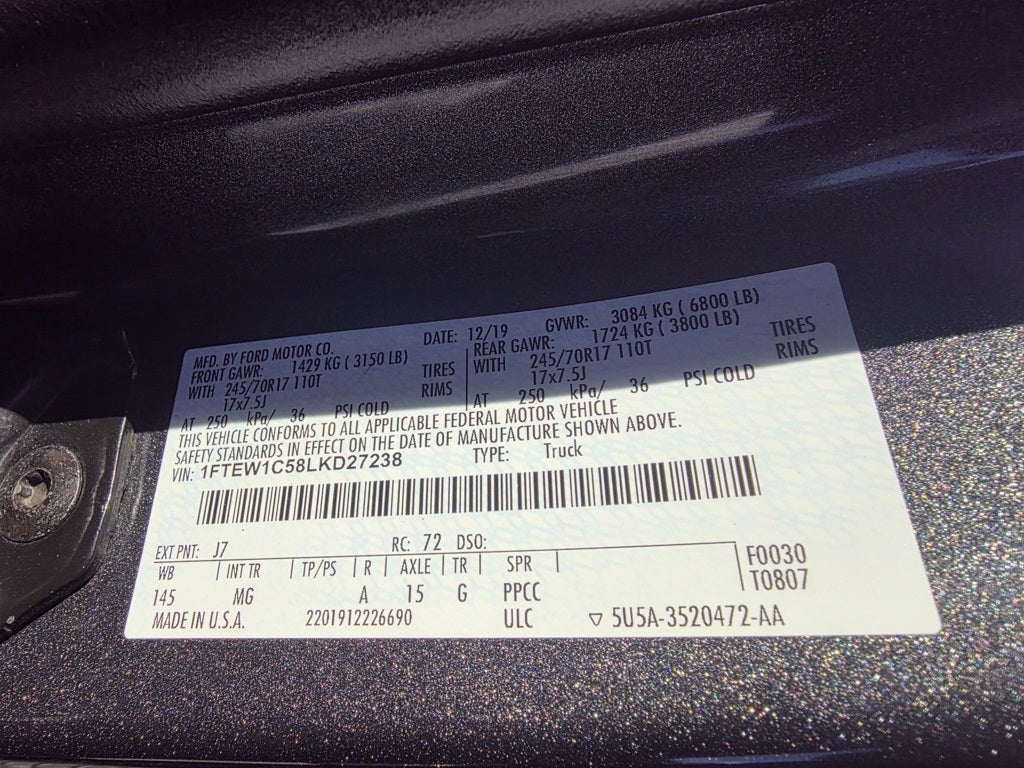 MFD. BY FORD MOTOR CO. DATE: 12/19 GVWR: 3084 KG ( 6800 LB)
FRONT GAWR: 1429 KG ( 3150 LB) REAR GAWR: 1724 KG ( 3800 LB)
WITH 245/70R17 110T TIRES WITH 245/70R17 110T TIRES
17x7.5J RIMS 17x7.5J RIMS
AT 250 kPa/ 36 PSI COLD AT 250 kPa/ 36 PSI COLD
THIS VEHICLE CONFORMS TO ALL APPLICABLE FEDERAL MOTOR VEHICLE
SAFETY STANDARDS IN EFFECT ON THE DATE OF MANUFACTURE SHOWN ABOVE.
VIN: 1FTEW1C58LKD27238 TYPE: Truck
EXT PNT: J7 RC: 72 DSO:
WB | INT TR | TP/PS | R | AXLE | TR | SPR | F0030
145 MG A 15 G PPCC T0807
MADE IN U.S.A. 2201912226690 ULC ▽ 5U5A-3520472-AA